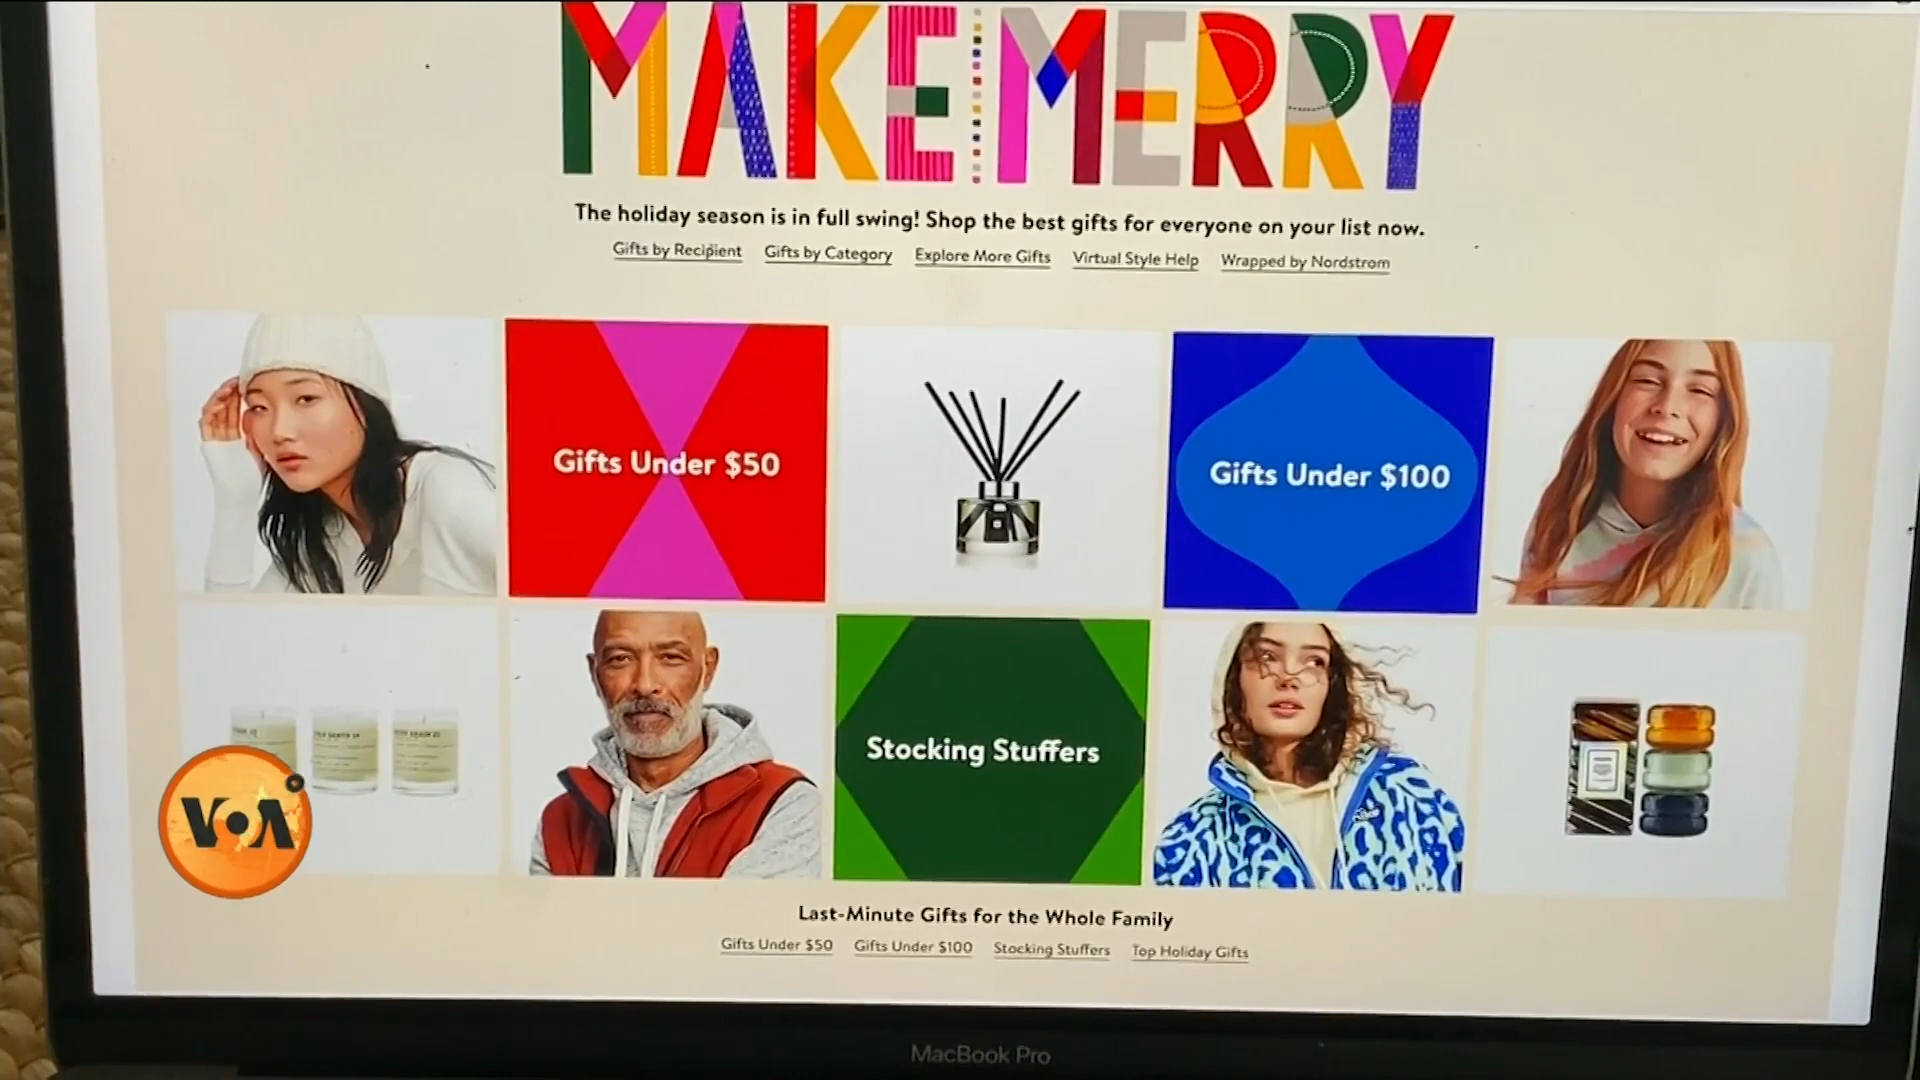 MAKE MERRY
The holiday season is in full swing! Shop the best gifts for everyone on your list now.
Gifts by Recipient Gifts by Category Explore More Gifts Virtual Style Help Wrapped by Nordstrom
Gifts Under $50
Gifts Under $100
Stocking Stuffers
VOA
Last-Minute Gifts for the Whole Family
Gifts Under $50 Gifts Under $100 Stocking Stuffers Top Holiday Gifts
MacBook Pro